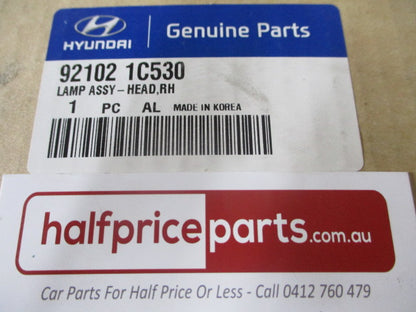 HYUNDAI
Genuine Parts
92102 1C530
LAMP ASSY-HEAD,RH
1 PC AL MADE IN KOREA
halfpriceparts.com.au
Car Parts For Half Price Or Less - Call 0412 760 479